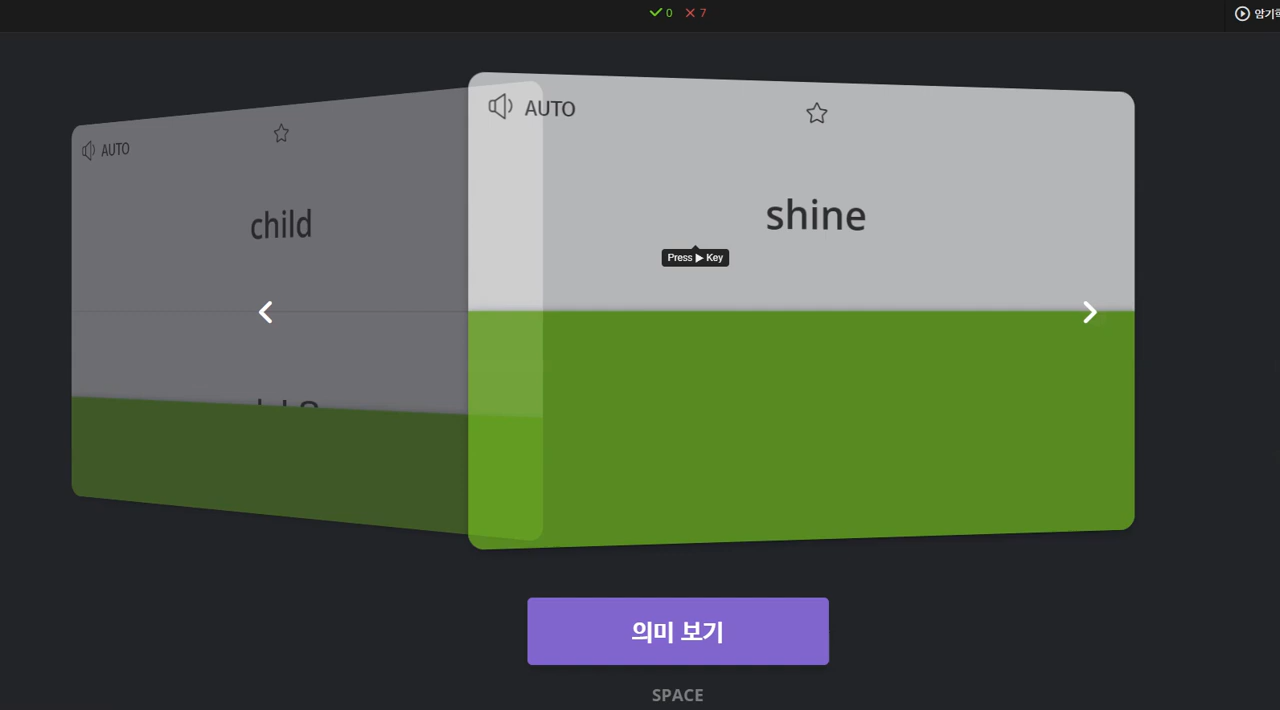 0 7
AUTO
child
AUTO
shine
Press ▶ Key
의미 보기
SPACE